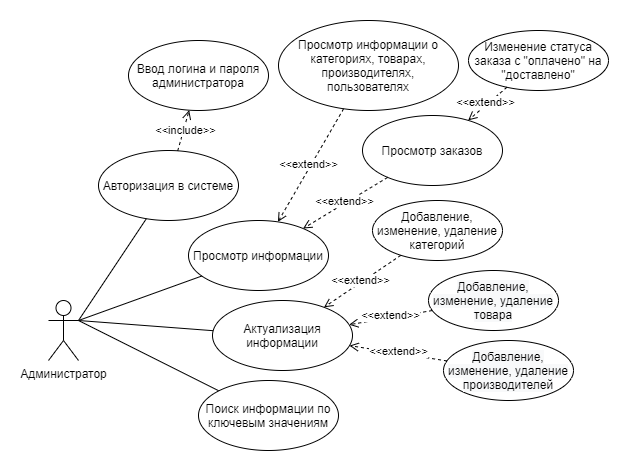 Просмотр информации о
категориях, товарах,
производителях,
пользователях
Изменение статуса
заказа с "оплачено" на
"доставлено"
Ввод логина и пароля
администратора
<<extend>>
<<include>>
Просмотр заказов
<<extend>>
Авторизация в системе
<<extend>>
Добавление,
изменение, удаление
категорий
Просмотр информации
<<extend>>
Добавление,
изменение, удаление
товара
<<extend>>
Актуализация
информации
<<extend>>
Добавление,
изменение, удаление
производителей
Администратор
Поиск информации по
ключевым значениям